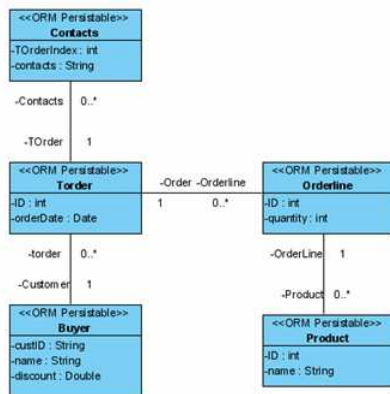 <<ORM Persistable>>
Contacts
-TOrderIndex : int
-contacts : String
-Contacts 0..*
-TOrder 1
<<ORM Persistable>>
Torder
-ID : int
-orderDate : Date
-Order -Orderline
1 0..*
<<ORM Persistable>>
Orderline
-ID : int
-quantity : int
-torder 0..*
-Customer 1
-OrderLine 1
-Product 0..*
<<ORM Persistable>>
Buyer
-custID : String
-name : String
-discount : Double
<<ORM Persistable>>
Product
-ID : int
-name : String